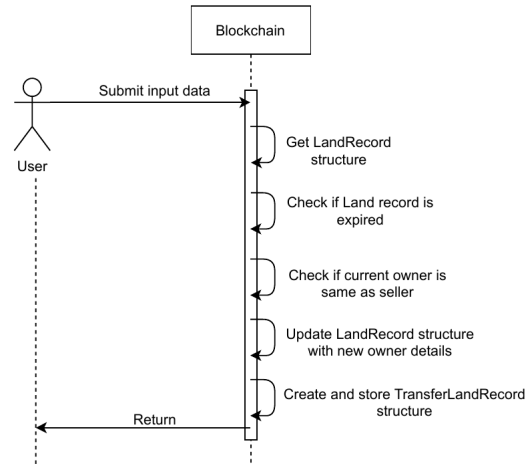 Blockchain
Submit input data
User
Get LandRecord
structure
Check if Land record is
expired
Check if current owner is
same as seller
Update LandRecord structure
with new owner details
Create and store TransferLandRecord
structure
Return